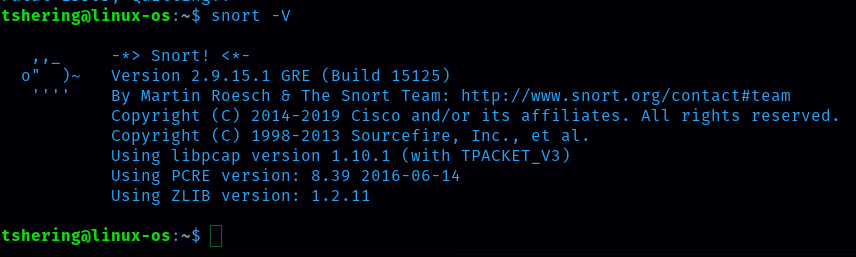 tshering@linux-os:~$ snort -V
,,_ -*> Snort! <*-
o" )~ Version 2.9.15.1 GRE (Build 15125)
'''' By Martin Roesch & The Snort Team: http://www.snort.org/contact#team
Copyright (C) 2014-2019 Cisco and/or its affiliates. All rights reserved.
Copyright (C) 1998-2013 Sourcefire, Inc., et al.
Using libpcap version 1.10.1 (with TPACKET_V3)
Using PCRE version: 8.39 2016-06-14
Using ZLIB version: 1.2.11
tshering@linux-os:~$